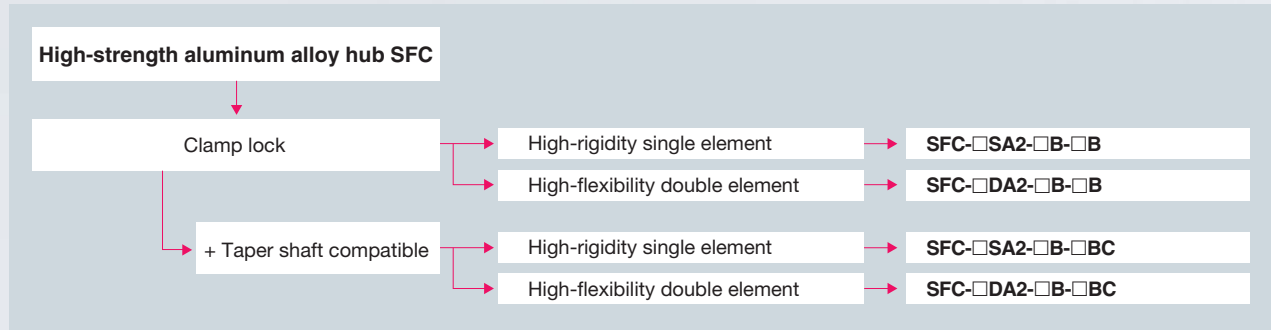 High-strength aluminum alloy hub SFC
Clamp lock
High-rigidity single element
SFC-□SA2-□B-□B
High-flexibility double element
SFC-□DA2-□B-□B
+ Taper shaft compatible
High-rigidity single element
SFC-□SA2-□B-□BC
High-flexibility double element
SFC-□DA2-□B-□BC